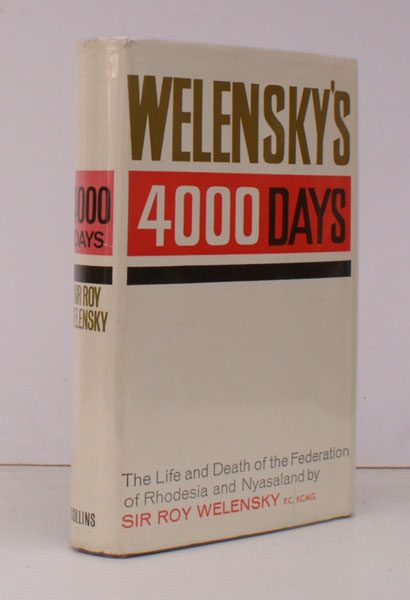 WELENSKY'S
4000 DAYS
The Life and Death of the Federation
of Rhodesia and Nyasaland by
SIR ROY WELENSKY P.C. K.C.M.G.
4000
DAYS
SIR ROY
WELENSKY
COLLINS